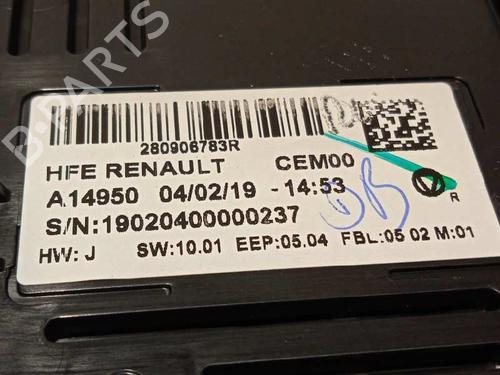 B-PARTS
280906783R
HFE RENAULT CEM00
A14950 04/02/19 -14:53
S/N:19020400000237
R
HW: J SW:10.01 EEP:05.04 FBL:05 02 M:01